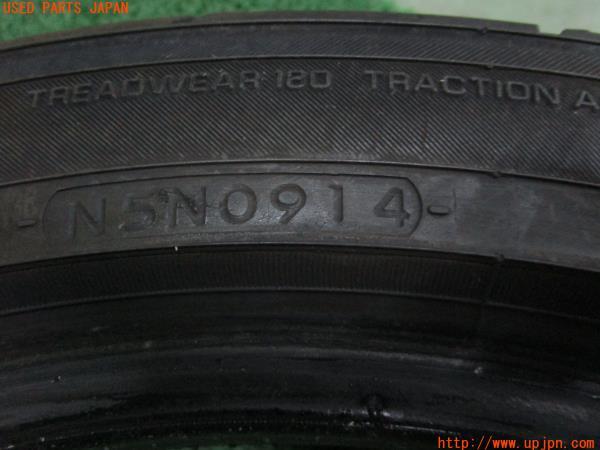 USED PARTS JAPAN
TREADWEAR 180 TRACTION A
N5N0914
http://www.upjpn.com/